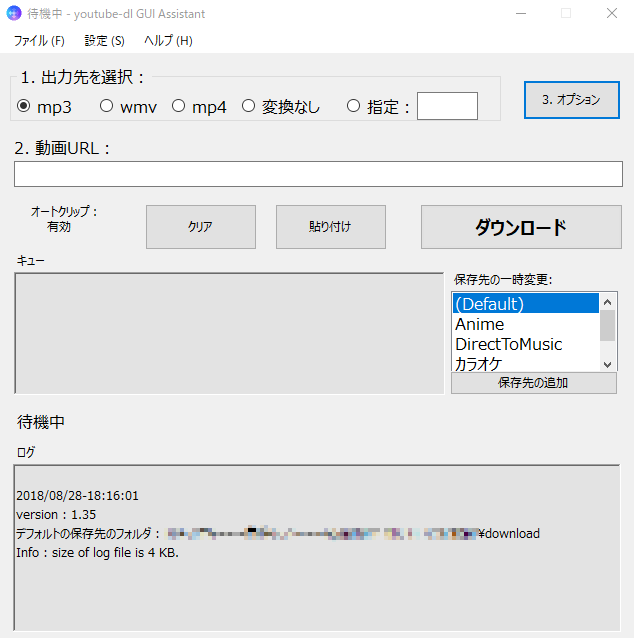 待機中 - youtube-dl GUI Assistant
ファイル (F) 設定 (S) ヘルプ (H)
1. 出力先を選択：
mp3 wmv mp4 変換なし 指定：
3. オプション
2. 動画URL：
オートクリップ：
有効
クリア 貼り付け ダウンロード
キュー
保存先の一時変更:
(Default)
Anime
DirectToMusic
カラオケ
保存先の追加
待機中
ログ
2018/08/28-18:16:01
version : 1.35
デフォルトの保存先のフォルダ： ¥download
Info : size of log file is 4 KB.